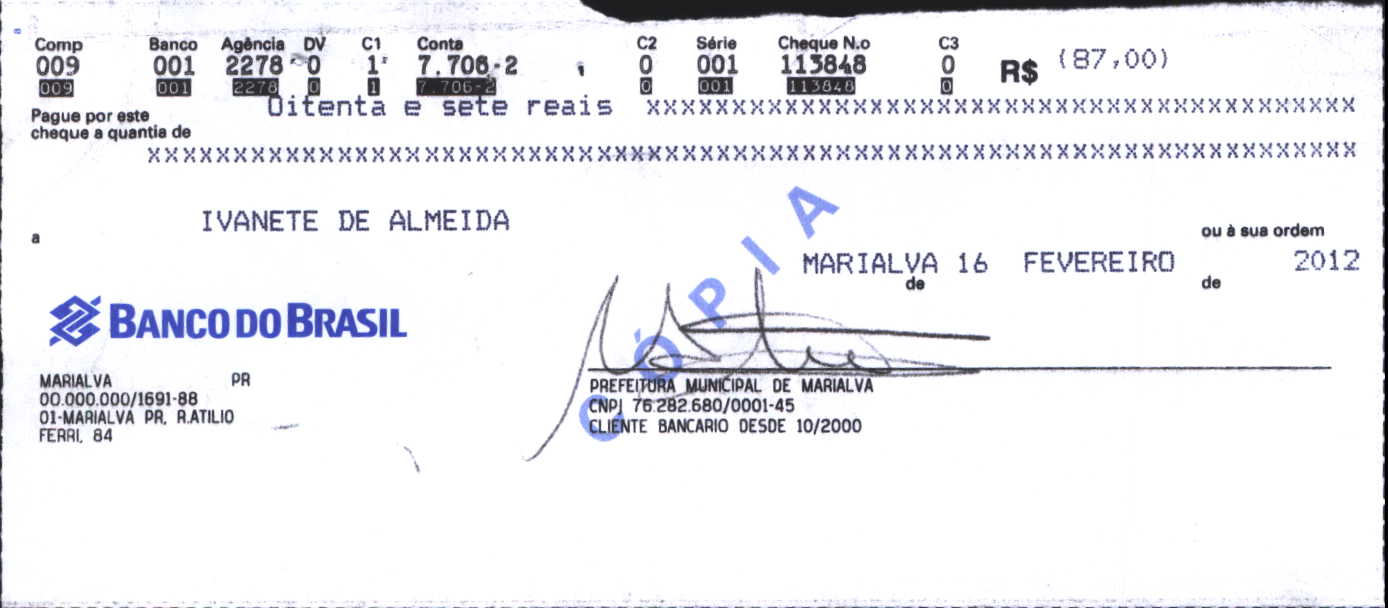 Comp Banco Agência DV C1 Conta C2 Série Cheque N.o C3
009 001 2278 0 1 7.706-2 0 001 113848 0 R$ (87,00)
009 001 2278 0 1 7.706-2 0 001 113848 0
Oitenta e sete reais xxxxxxxxxxxxxxxxxxxxxxxxxxxxxxxxxxxxxxxxxxxxxxxxxx
Pague por este
cheque a quantia de
xxxxxxxxxxxxxxxxxxxxxxxxxxxxxxxxxxxxxxxxxxxxxxxxxxxxxxxxxxxxxxxxxxxxxxxxxxxxxxxxxxxx
IVANETE DE ALMEIDA
a ou à sua ordem
MARIALVA 16 FEVEREIRO 2012
de de
CÓPIA
BANCO DO BRASIL
MARIALVA PR
00.000.000/1691-88
01-MARIALVA PR, R.ATILIO
FERRI, 84
PREFEITURA MUNICIPAL DE MARIALVA
CNPJ 76.282.680/0001-45
CLIENTE BANCARIO DESDE 10/2000